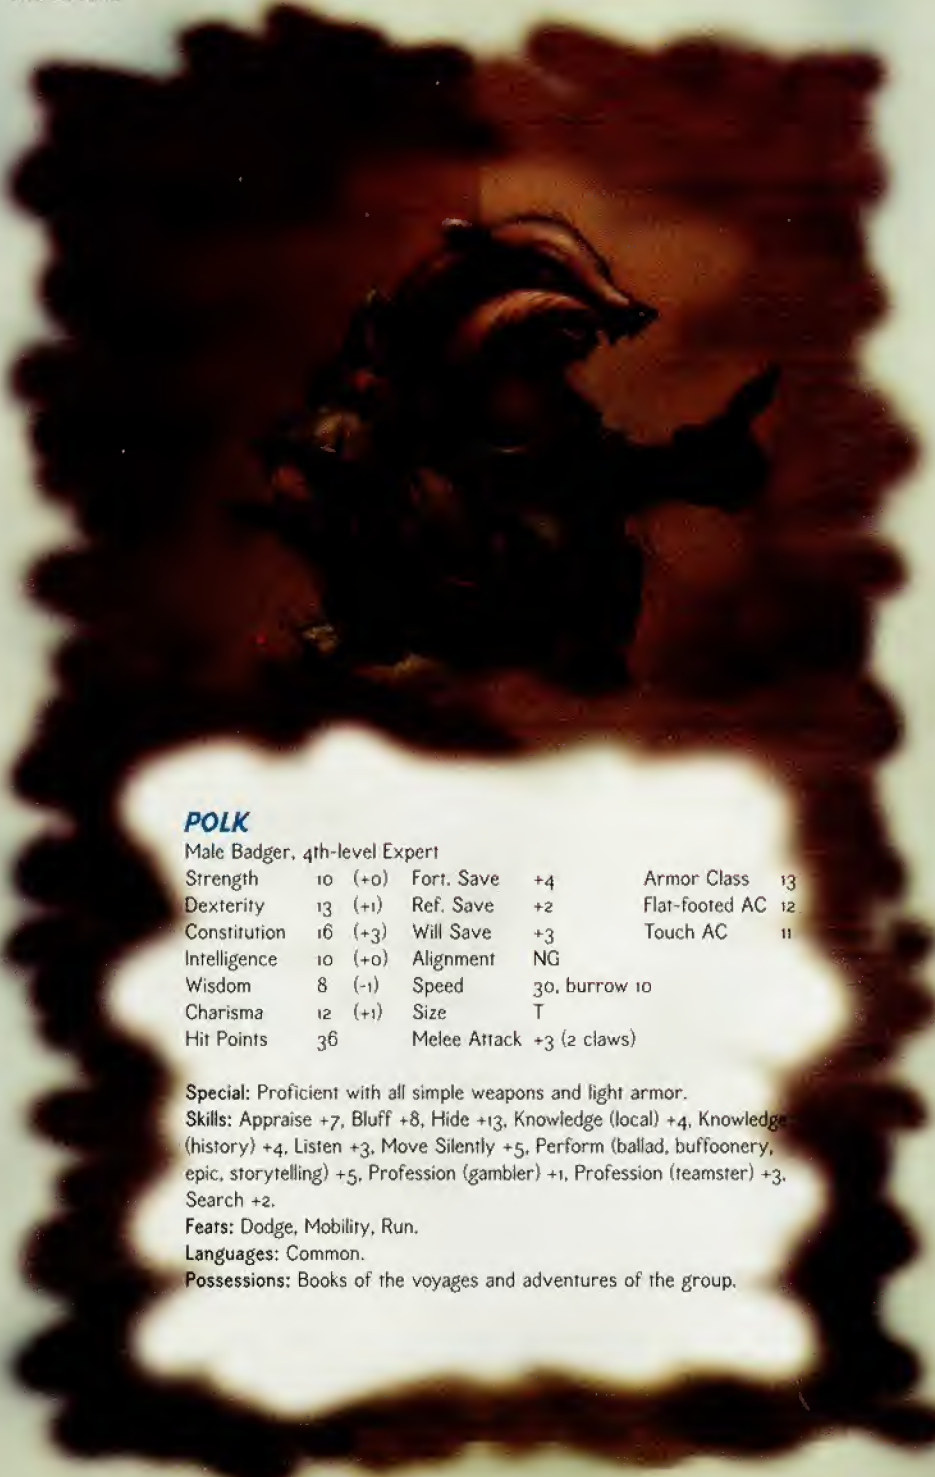 POLK
Male Badger, 4th-level Expert
Strength 10 (+0) Fort. Save +4 Armor Class 13
Dexterity 13 (+1) Ref. Save +2 Flat-footed AC 12
Constitution 16 (+3) Will Save +3 Touch AC 11
Intelligence 10 (+0) Alignment NG
Wisdom 8 (-1) Speed 30, burrow 10
Charisma 12 (+1) Size T
Hit Points 36 Melee Attack +3 (2 claws)
Special: Proficient with all simple weapons and light armor.
Skills: Appraise +7, Bluff +8, Hide +13, Knowledge (local) +4, Knowledge
(history) +4, Listen +3, Move Silently +5, Perform (ballad, buffoonery,
epic, storytelling) +5, Profession (gambler) +1, Profession (teamster) +3,
Search +2.
Feats: Dodge, Mobility, Run.
Languages: Common.
Possessions: Books of the voyages and adventures of the group.